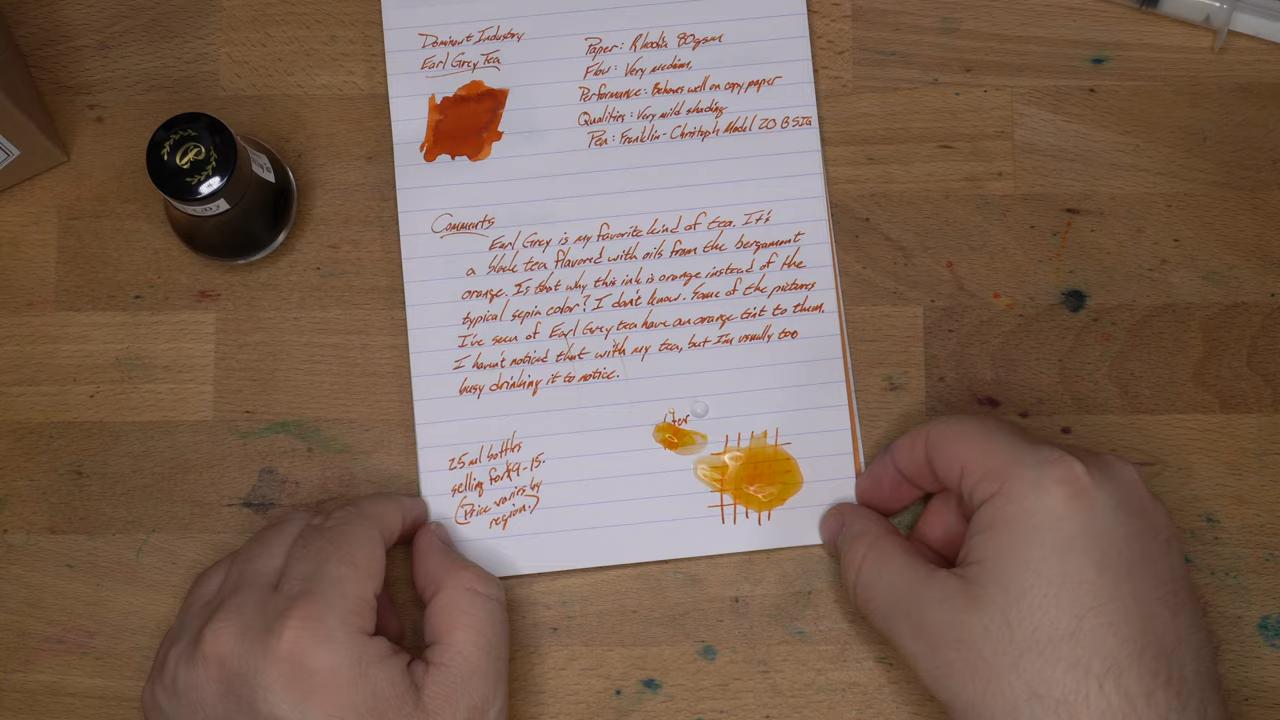 Dominant Industry
Earl Grey Tea
Paper: Rhodia 80gsm
Flow: Very medium.
Performance: Behaves well on copy paper
Qualities: Very mild shading
Pen: Franklin-Christoph Model 20 B SIG
Comments
Earl Grey is my favorite kind of tea. It's
a black tea flavored with oils from the bergamont
orange. Is that why this ink is orange instead of the
typical sepia color? I don't know. Some of the pictures
I've seen of Earl Grey tea have an orange tint to them.
I haven't noticed that with my tea, but I'm usually too
busy drinking it to notice.
25 ml bottles
selling for $9-15.
(Price varies by
region.)